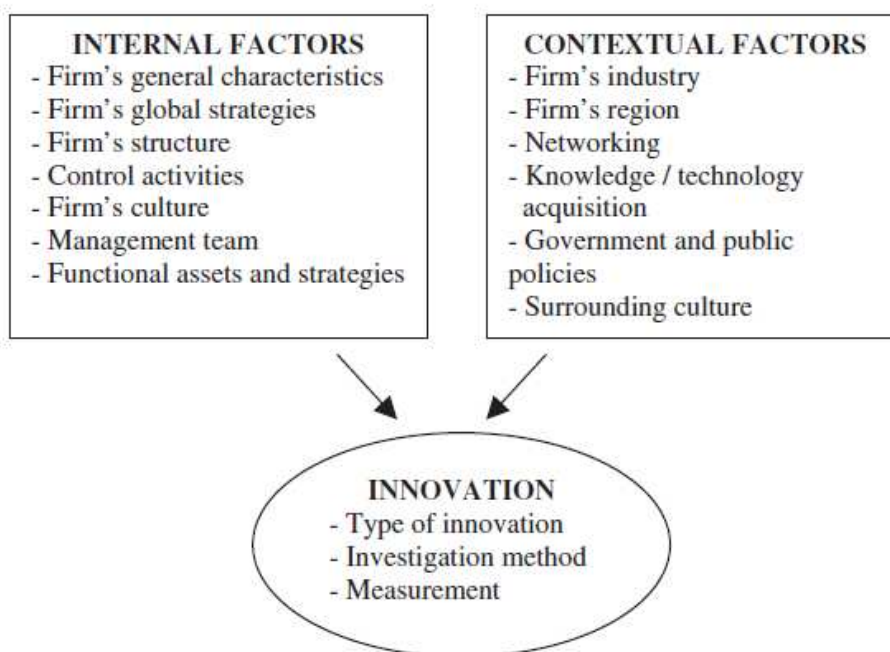 INTERNAL FACTORS
- Firm's general characteristics
- Firm's global strategies
- Firm's structure
- Control activities
- Firm's culture
- Management team
- Functional assets and strategies
CONTEXTUAL FACTORS
- Firm's industry
- Firm's region
- Networking
- Knowledge / technology
acquisition
- Government and public
policies
- Surrounding culture
INNOVATION
- Type of innovation
- Investigation method
- Measurement